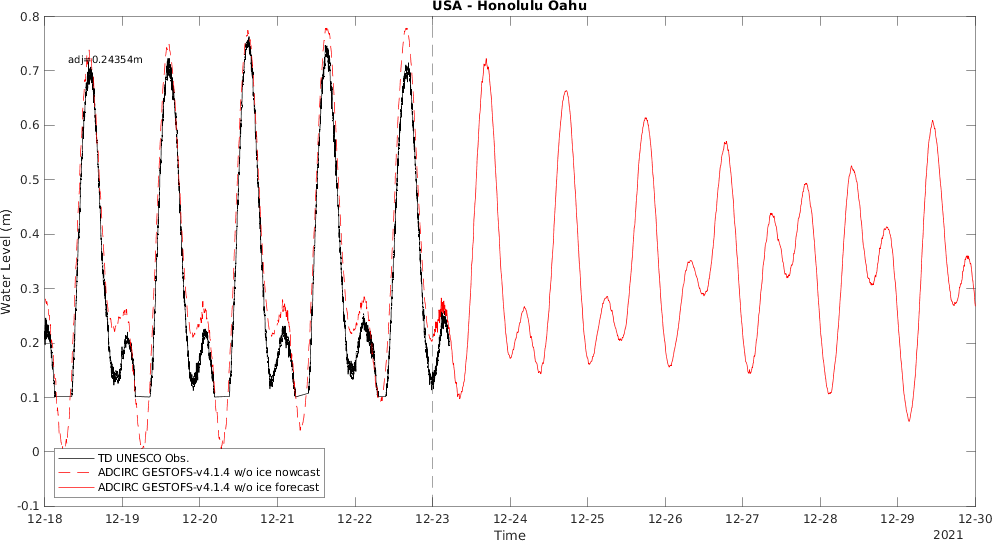 USA - Honolulu Oahu
adj=0.24354m
Water Level (m)
0.8
0.7
0.6
0.5
0.4
0.3
0.2
0.1
0
-0.1
TD UNESCO Obs.
ADCIRC GESTOFS-v4.1.4 w/o ice nowcast
ADCIRC GESTOFS-v4.1.4 w/o ice forecast
12-18 12-19 12-20 12-21 12-22 12-23 12-24 12-25 12-26 12-27 12-28 12-29 12-30
Time
2021